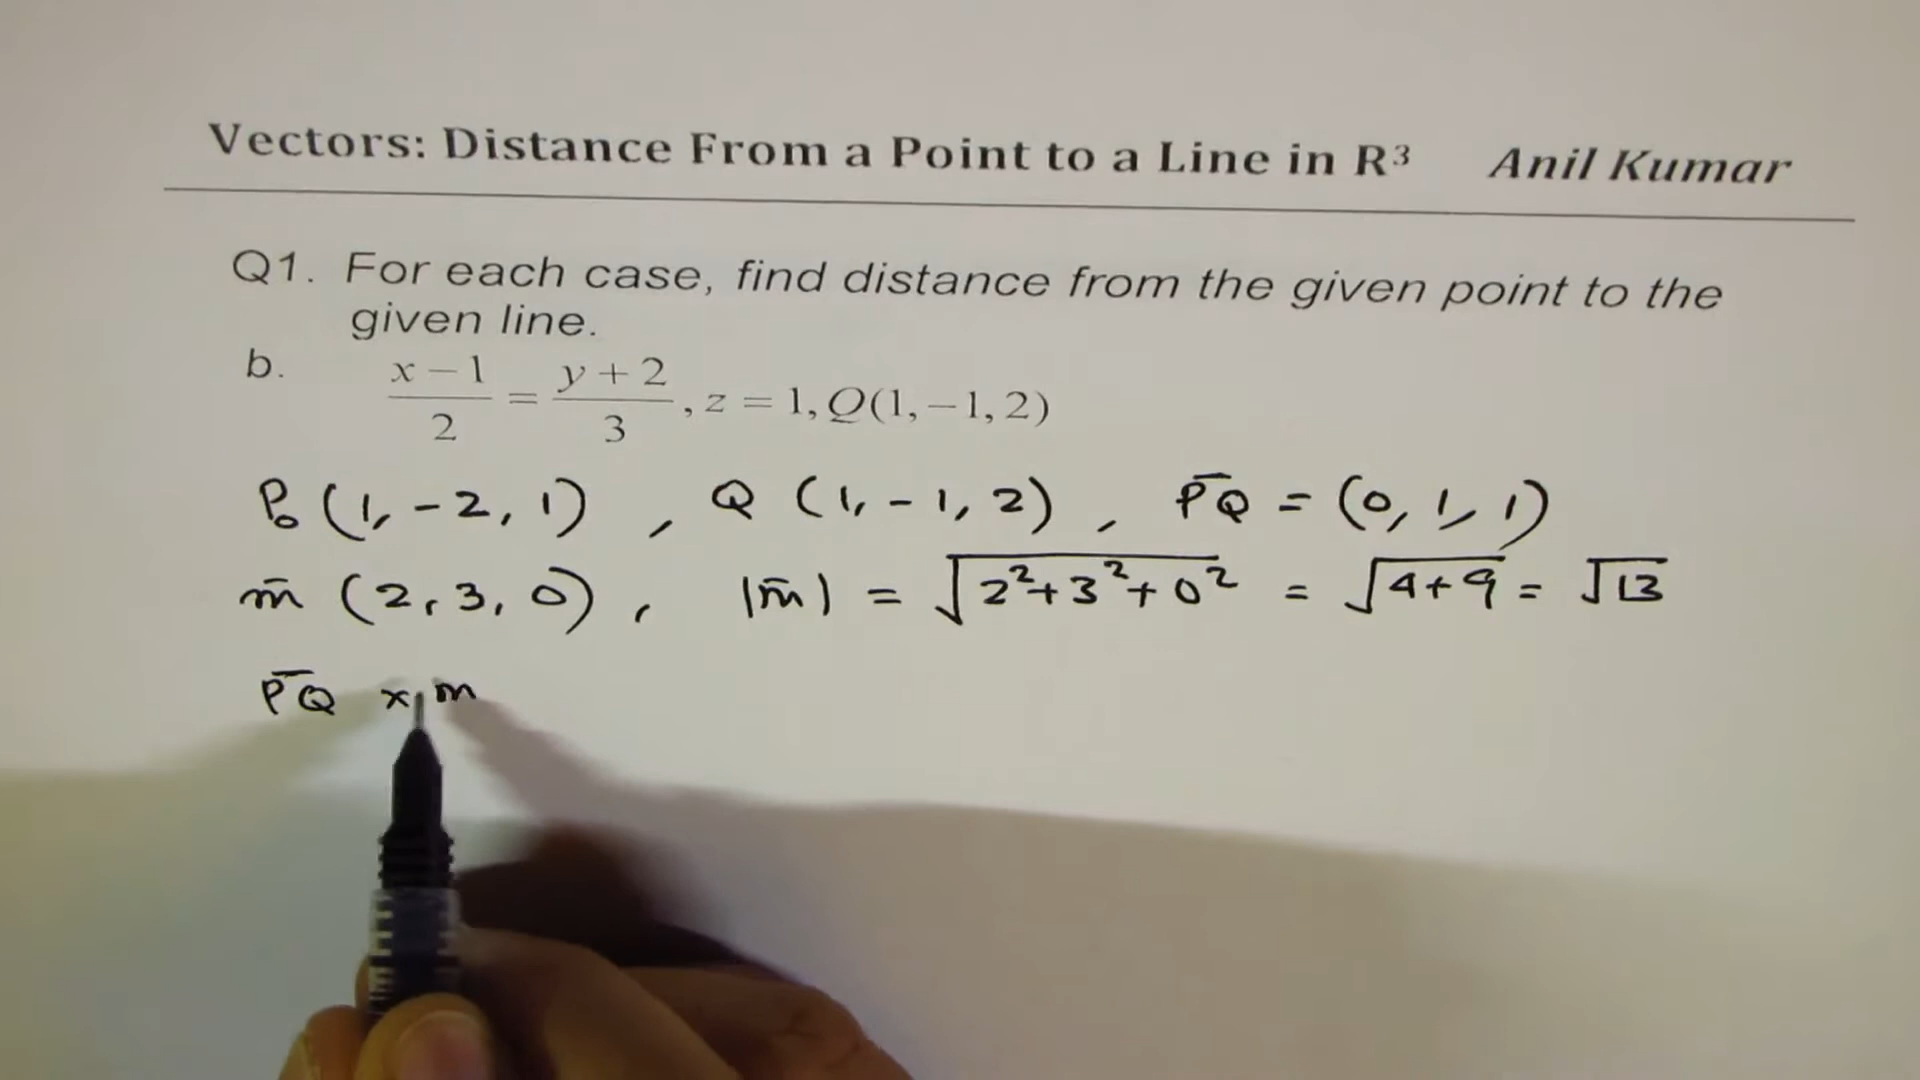 Vectors: Distance From a Point to a Line in R³ Anil Kumar
Q1. For each case, find distance from the given point to the
given line.
b. (x − 1)/2 = (y + 2)/3, z = 1, Q(1, −1, 2)
P₀ (1, -2, 1), Q (1, -1, 2), P̄Q = (0, 1, 1)
m̄ (2, 3, 0), |m̄| = √(2²+3²+0²) = √(4+9) = √13
P̄Q × m